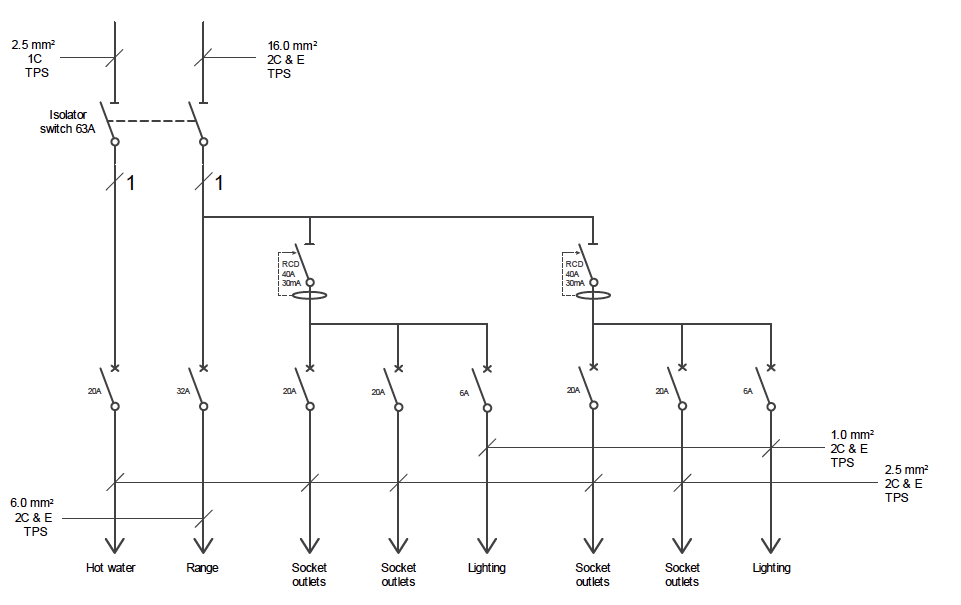 2.5 mm²
1C
TPS
16.0 mm²
2C & E
TPS
Isolator
switch 63A
1
1
RCD
40A
30mA
RCD
40A
30mA
20A
32A
20A
20A
6A
20A
20A
6A
1.0 mm²
2C & E
TPS
2.5 mm²
2C & E
TPS
6.0 mm²
2C & E
TPS
Hot water
Range
Socket
outlets
Socket
outlets
Lighting
Socket
outlets
Socket
outlets
Lighting